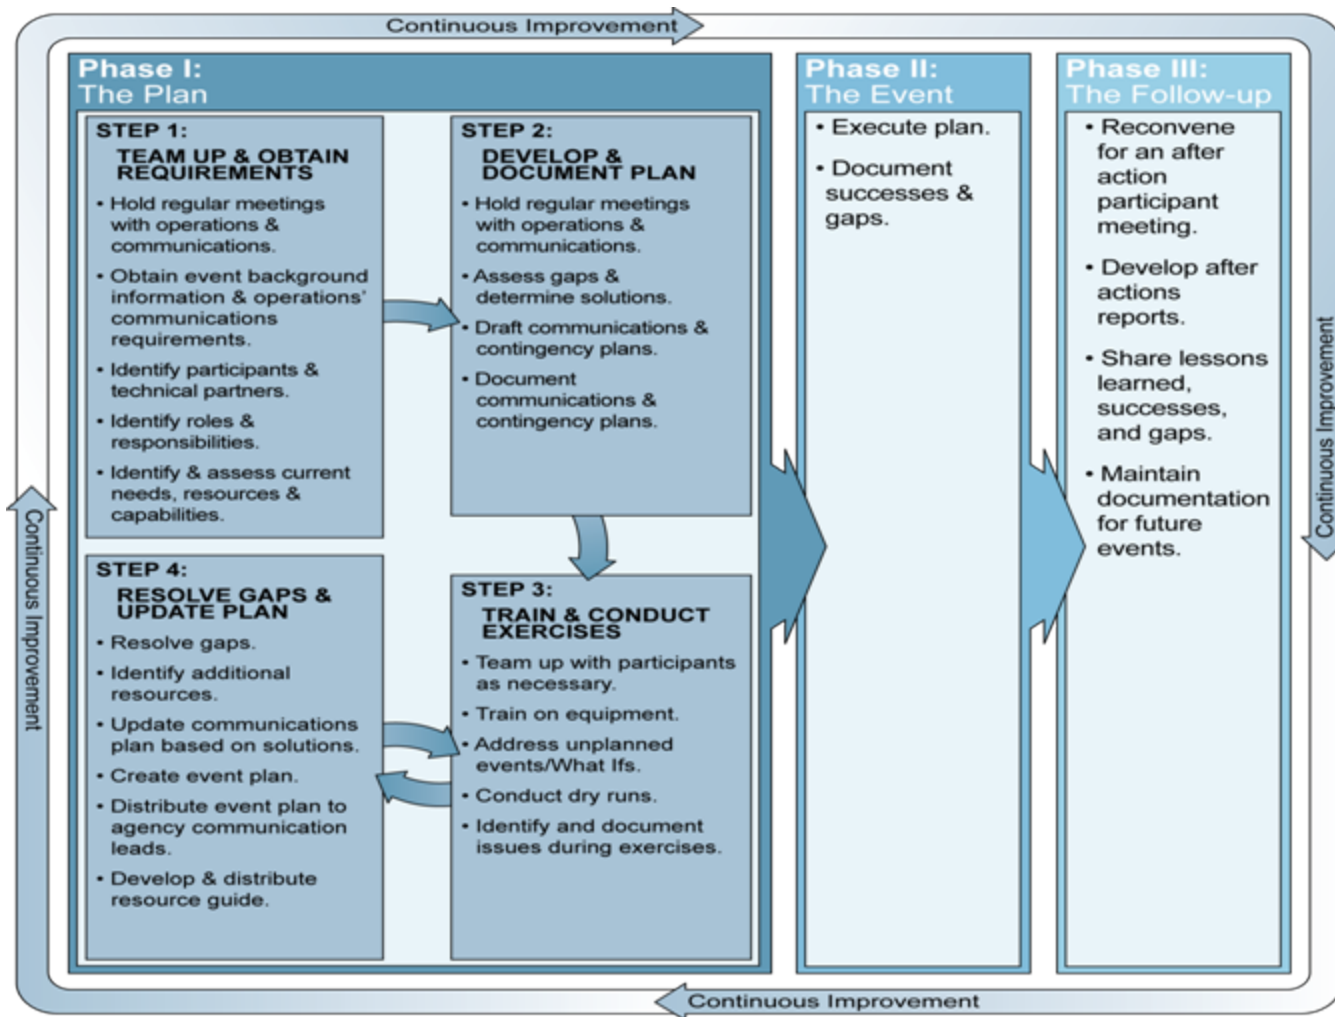 Continuous Improvement
Phase I:
The Plan
STEP 1:
TEAM UP & OBTAIN
REQUIREMENTS
• Hold regular meetings
with operations &
communications.
• Obtain event background
information & operations'
communications
requirements.
• Identify participants &
technical partners.
• Identify roles &
responsibilities.
• Identify & assess current
needs, resources &
capabilities.
STEP 2:
DEVELOP &
DOCUMENT PLAN
• Hold regular meetings
with operations &
communications.
• Assess gaps &
determine solutions.
• Draft communications &
contingency plans.
• Document
communications &
contingency plans.
STEP 3:
TRAIN & CONDUCT
EXERCISES
• Team up with participants
as necessary.
• Train on equipment.
• Address unplanned
events/What Ifs.
• Conduct dry runs.
• Identify and document
issues during exercises.
STEP 4:
RESOLVE GAPS &
UPDATE PLAN
• Resolve gaps.
• Identify additional
resources.
• Update communications
plan based on solutions.
• Create event plan.
• Distribute event plan to
agency communication
leads.
• Develop & distribute
resource guide.
Phase II:
The Event
• Execute plan.
• Document
successes &
gaps.
Phase III:
The Follow-up
• Reconvene
for an after
action
participant
meeting.
• Develop after
actions
reports.
• Share lessons
learned,
successes,
and gaps.
• Maintain
documentation
for future
events.
Continuous Improvement
Continuous Improvement
Continuous Improvement